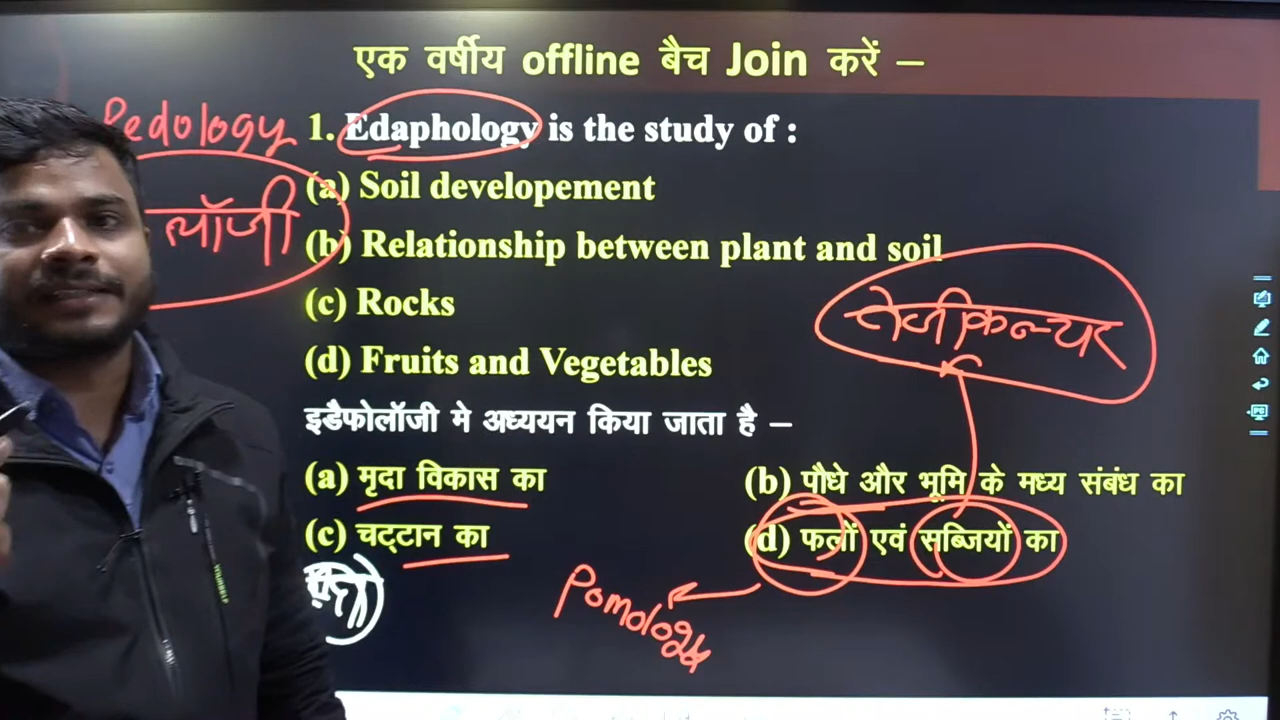 एक वर्षीय offline बैच Join करें –
Pedology
1. Edaphology is the study of :
(a) Soil developement
लॉजी
(b) Relationship between plant and soil
(c) Rocks
(d) Fruits and Vegetables
इडैफोलॉजी मे अध्ययन किया जाता है –
(a) मृदा विकास का
(b) पौधे और भूमि के मध्य संबंध का
(c) चट्टान का
(d) फलों एवं सब्जियों का
Pomology